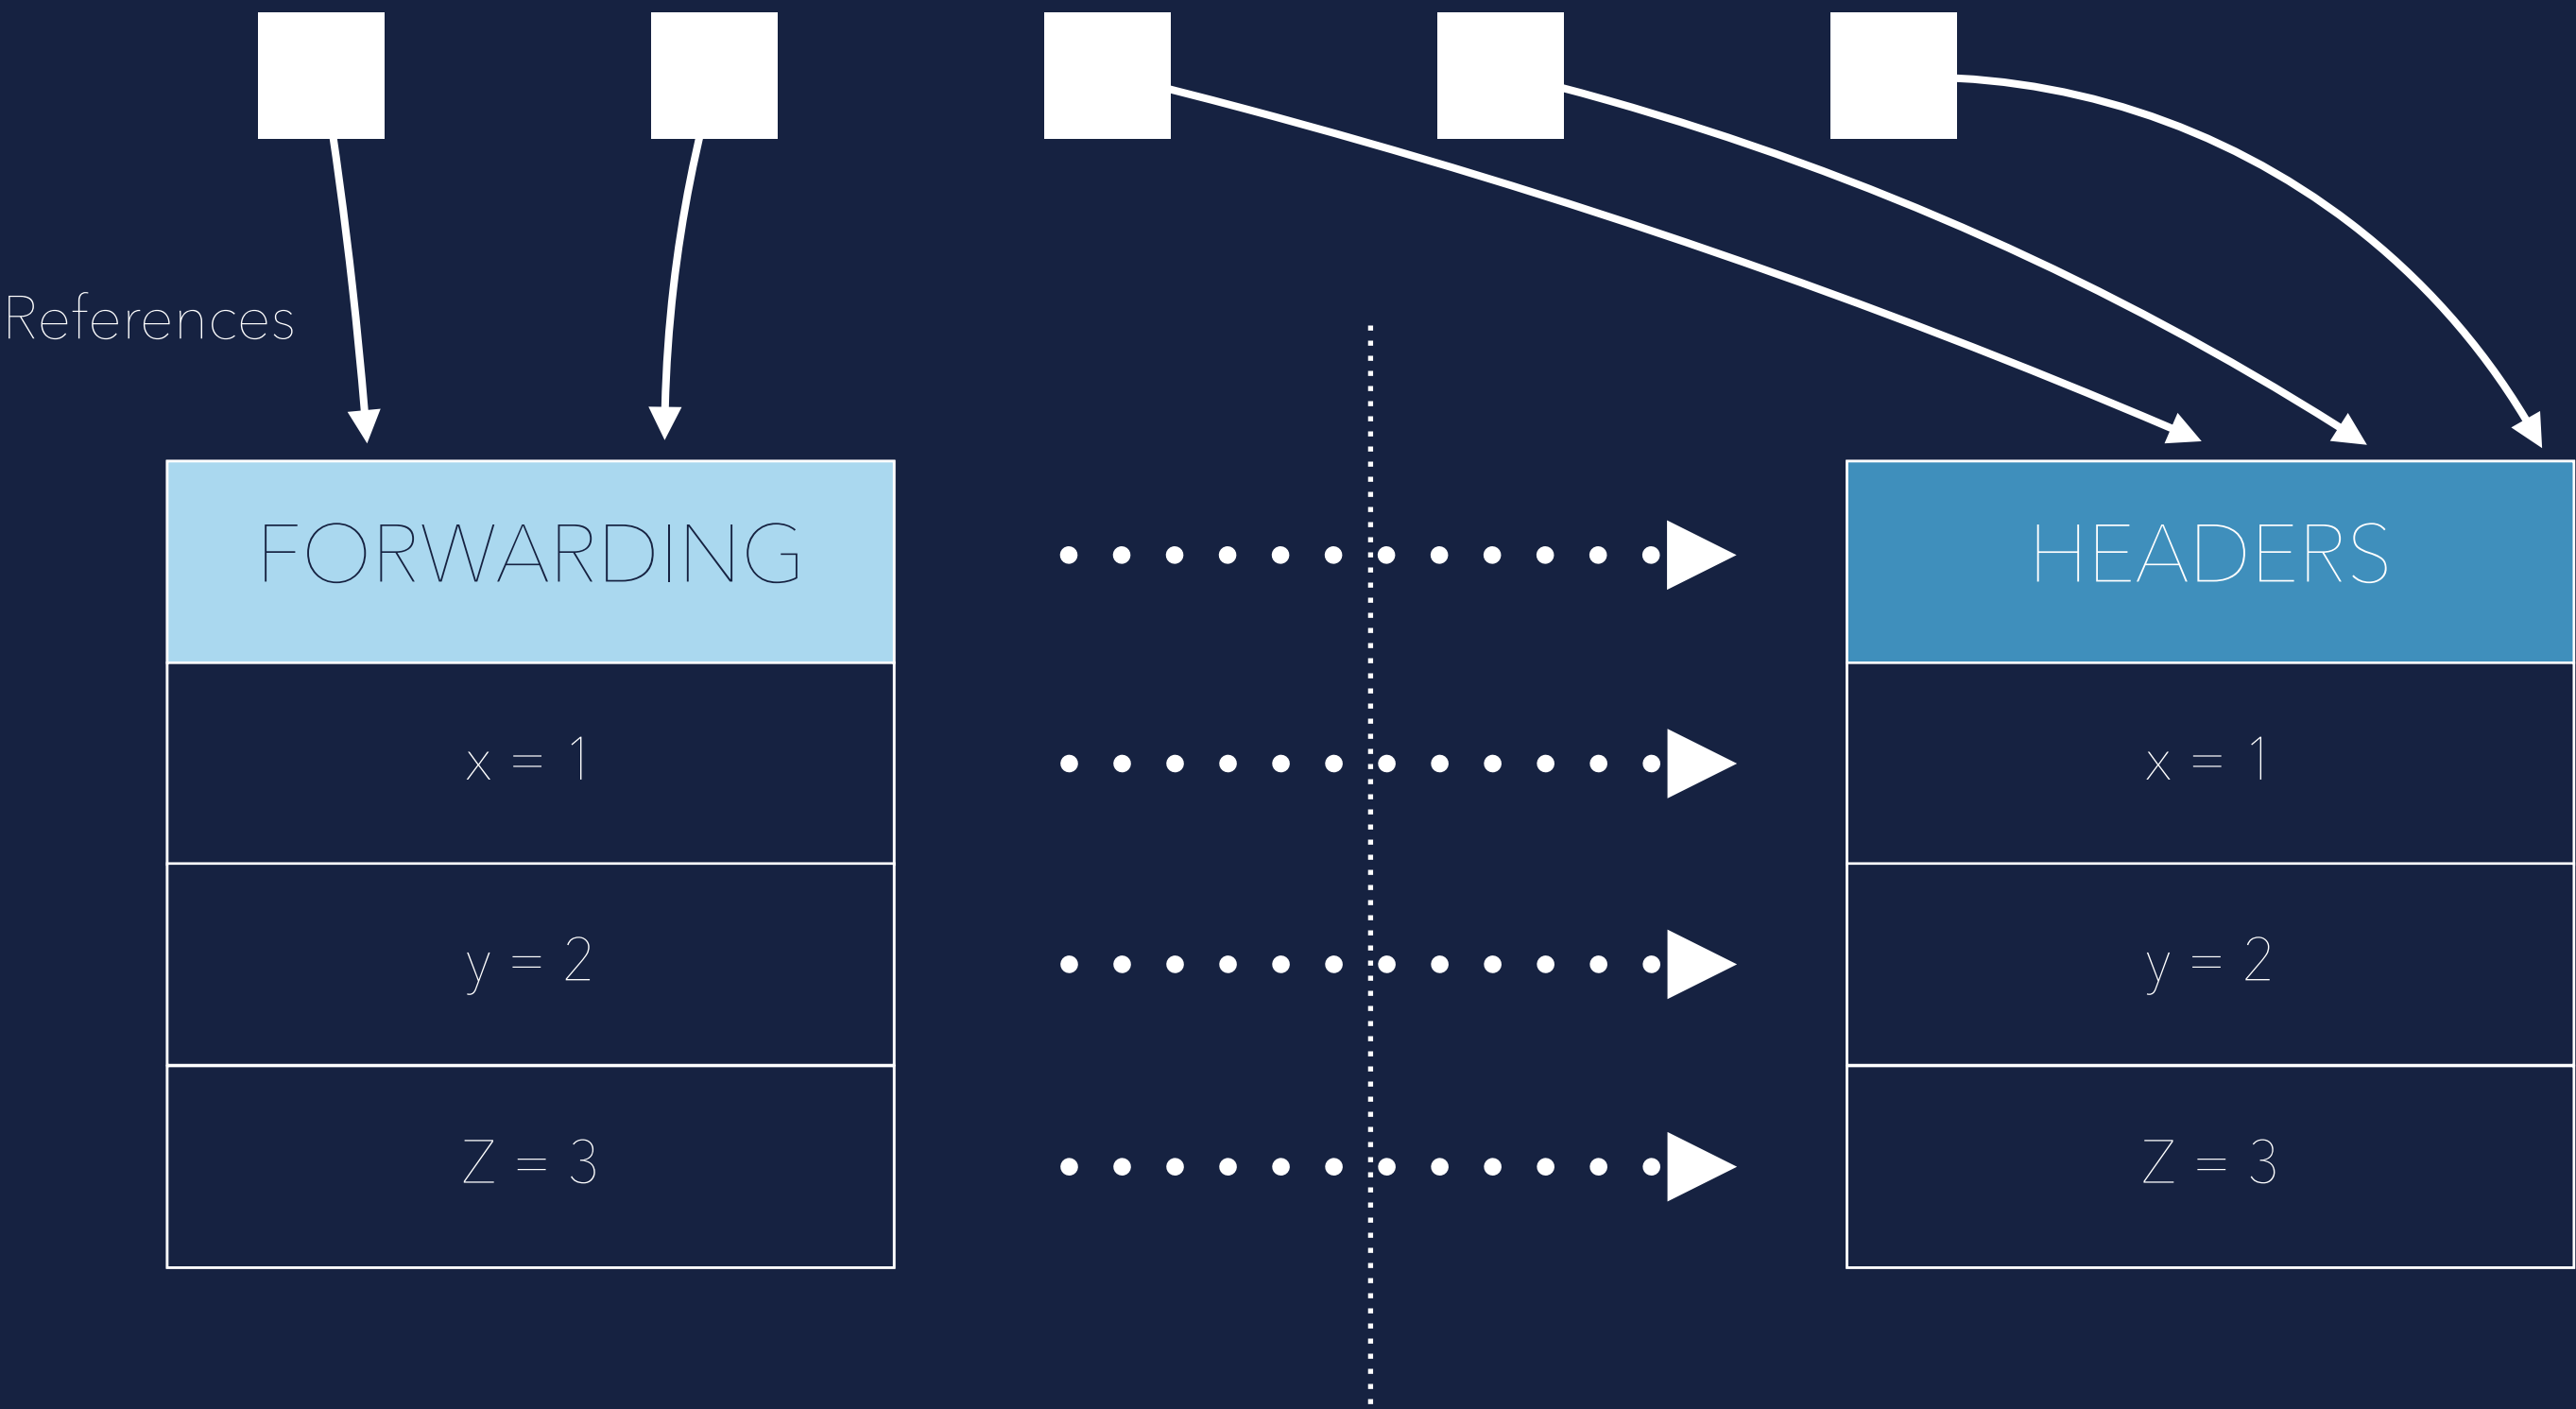 References
FORWARDING
HEADERS
x = 1
x = 1
y = 2
y = 2
Z = 3
Z = 3